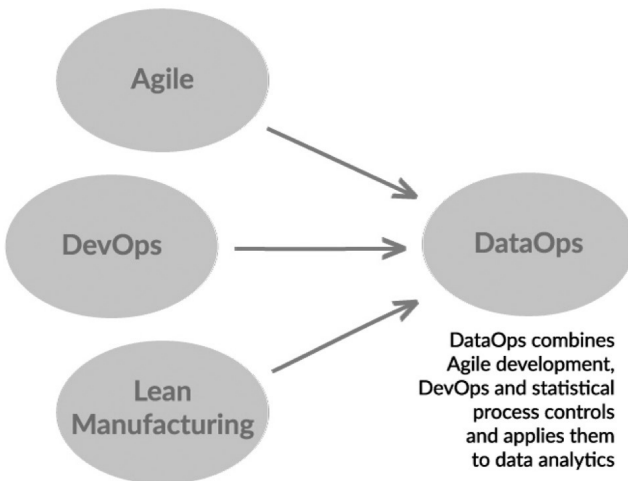 Agile
DevOps
DataOps
Lean
Manufacturing
DataOps combines
Agile development,
DevOps and statistical
process controls
and applies them
to data analytics